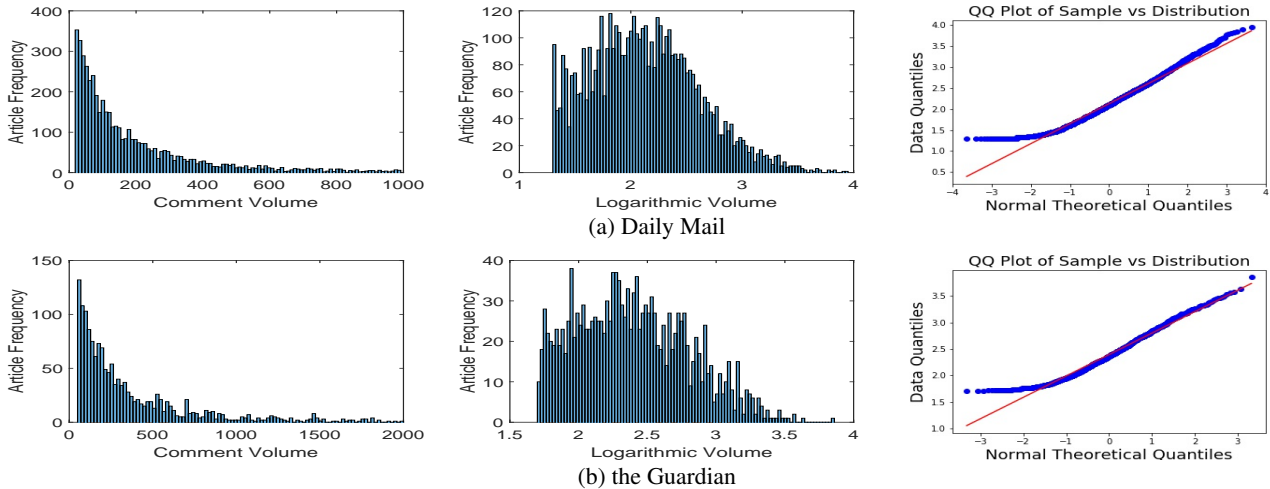 QQ Plot of Sample vs Distribution
Article Frequency
400
300
200
100
0
0 200 400 600 800 1000
Comment Volume
Article Frequency
120
100
80
60
40
20
0
1 2 3 4
Logarithmic Volume
Data Quantiles
4.0
3.5
3.0
2.5
2.0
1.5
1.0
0.5
−4 −3 −2 −1 0 1 2 3 4
Normal Theoretical Quantiles
(a) Daily Mail
QQ Plot of Sample vs Distribution
Article Frequency
150
100
50
0
0 500 1000 1500 2000
Comment Volume
Article Frequency
40
30
20
10
0
1.5 2 2.5 3 3.5 4
Logarithmic Volume
Data Quantiles
3.5
3.0
2.5
2.0
1.5
1.0
−3 −2 −1 0 1 2 3
Normal Theoretical Quantiles
(b) the Guardian